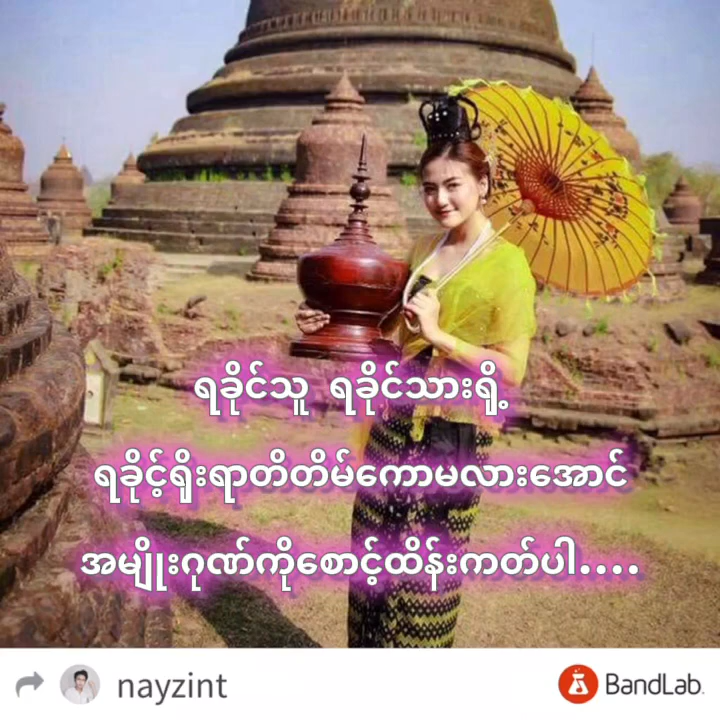 ရခိုင်သူ ရခိုင်သားရို့
ရခိုင့်ရိုးရာတိတိမ်ကောမလားအောင်
အမျိုးဂုဏ်ကိုစောင့်ထိန်းကတ်ပါ....
nayzint
BandLab.